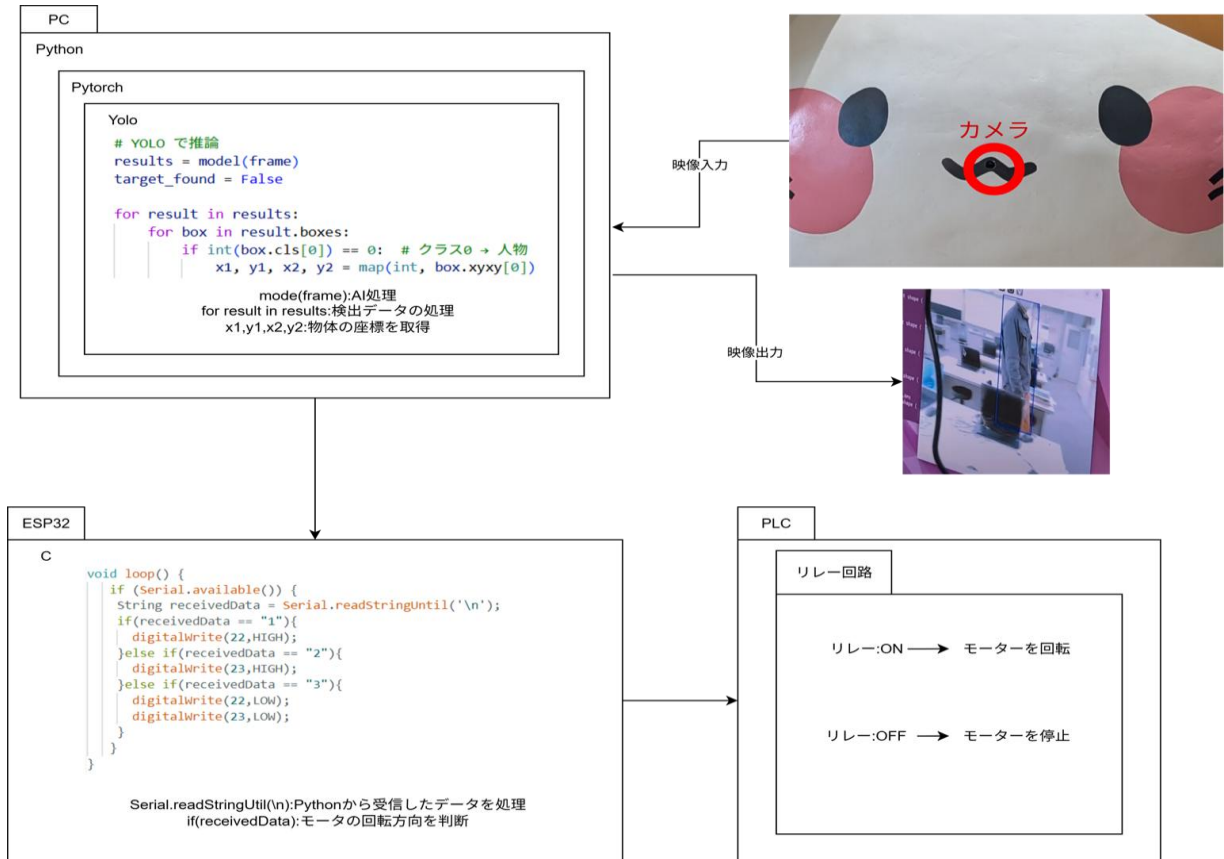 PC
Python
Pytorch
Yolo
# YOLO で推論
results = model(frame)
target_found = False
for result in results:
for box in result.boxes:
if int(box.cls[0]) == 0:  # クラス0 → 人物
x1, y1, x2, y2 = map(int, box.xyxy[0])
mode(frame):AI処理
for result in results:検出データの処理
x1,y1,x2,y2:物体の座標を取得
映像入力
カメラ
映像出力
ESP32
C
void loop() {
if (Serial.available()) {
String receivedData = Serial.readStringUntil('\n');
if(receivedData == "1"){
digitalWrite(22,HIGH);
}else if(receivedData == "2"){
digitalWrite(23,HIGH);
}else if(receivedData == "3"){
digitalWrite(22,LOW);
digitalWrite(23,LOW);
}
}
}
Serial.readStringUtil(\n):Pythonから受信したデータを処理
if(receivedData):モータの回転方向を判断
PLC
リレー回路
リレー:ON → モーターを回転
リレー:OFF → モーターを停止